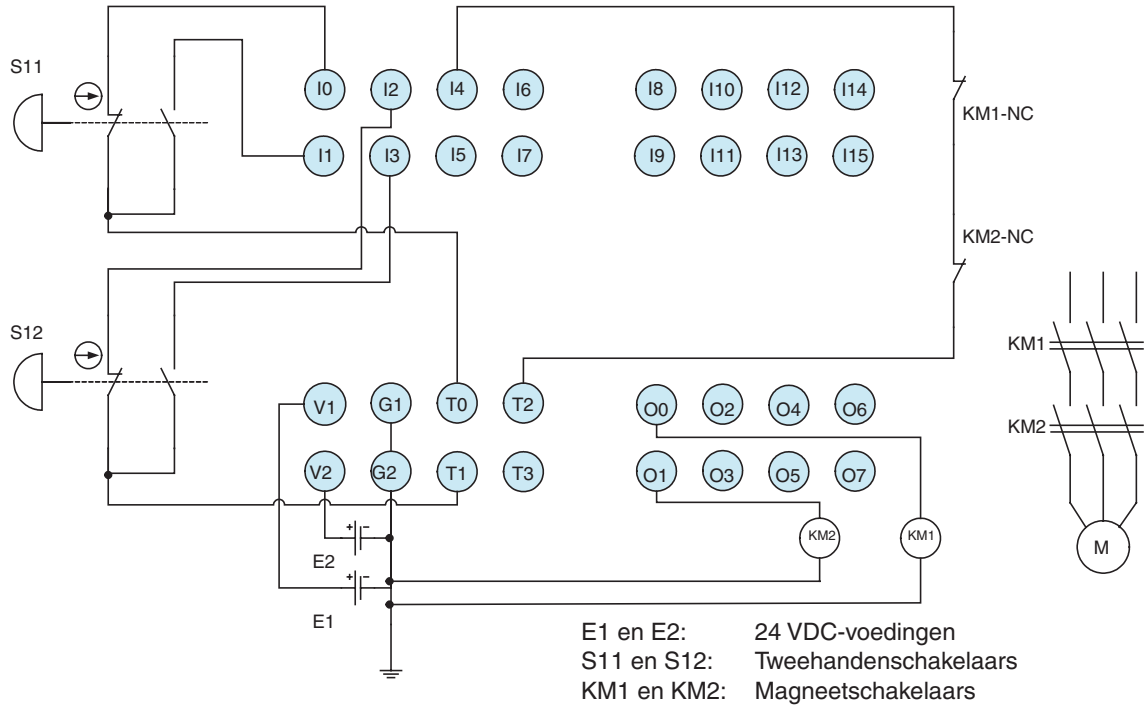 S11
I0 I2 I4 I6 I8 I10 I12 I14
KM1-NC
I1 I3 I5 I7 I9 I11 I13 I15
KM2-NC
S12
KM1
V1 G1 T0 T2 O0 O2 O4 O6
KM2
V2 G2 T1 T3 O1 O3 O5 O7
+ −
KM2 KM1 M
E2
+ −
E1
E1 en E2: 24 VDC-voedingen
S11 en S12: Tweehandenschakelaars
KM1 en KM2: Magneetschakelaars